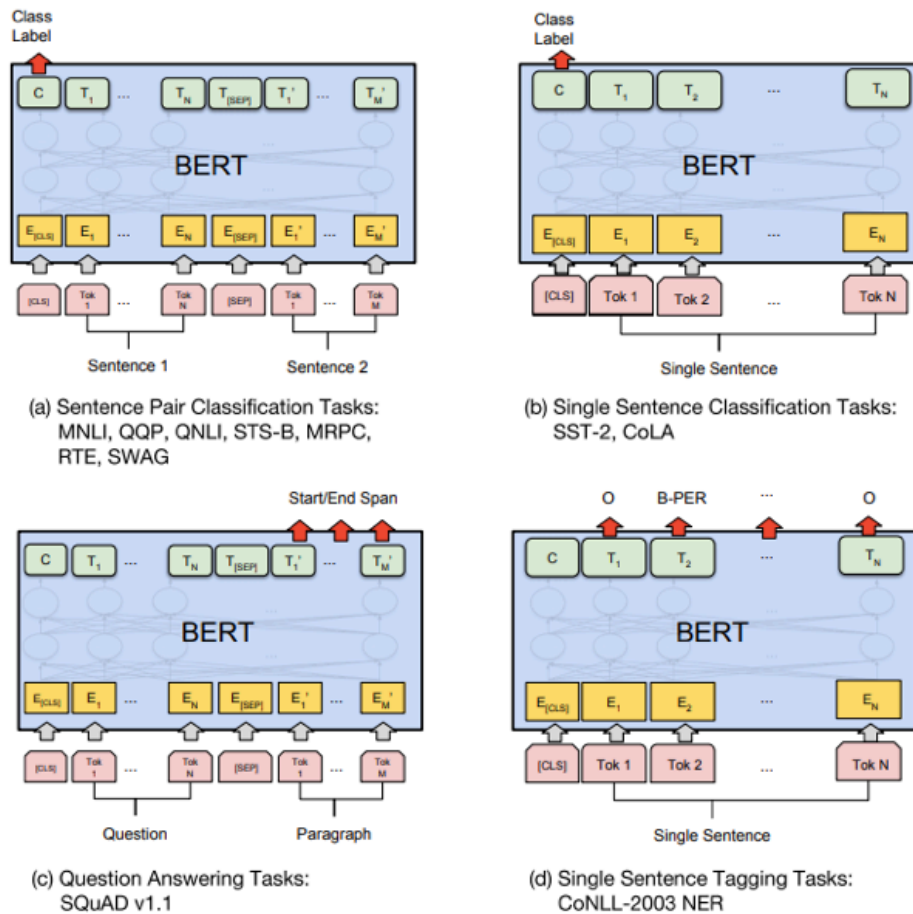 Class
Label
C T1 ... TN T[SEP] T1' ... TM'
...
BERT
...
E[CLS] E1 ... EN E[SEP] E1' ... EM'
[CLS] Tok 1 ... Tok N [SEP] Tok 1 ... Tok M
Sentence 1 Sentence 2
(a) Sentence Pair Classification Tasks:
MNLI, QQP, QNLI, STS-B, MRPC,
RTE, SWAG
Class
Label
C T1 T2 ... TN
...
BERT
...
E[CLS] E1 E2 ... EN
[CLS] Tok 1 Tok 2 ... Tok N
Single Sentence
(b) Single Sentence Classification Tasks:
SST-2, CoLA
Start/End Span
C T1 ... TN T[SEP] T1' ... TM'
...
BERT
...
E[CLS] E1 ... EN E[SEP] E1' ... EM'
[CLS] Tok 1 ... Tok N [SEP] Tok 1 ... Tok M
Question Paragraph
(c) Question Answering Tasks:
SQuAD v1.1
O B-PER ... O
C T1 T2 ... TN
...
BERT
...
E[CLS] E1 E2 ... EN
[CLS] Tok 1 Tok 2 ... Tok N
Single Sentence
(d) Single Sentence Tagging Tasks:
CoNLL-2003 NER